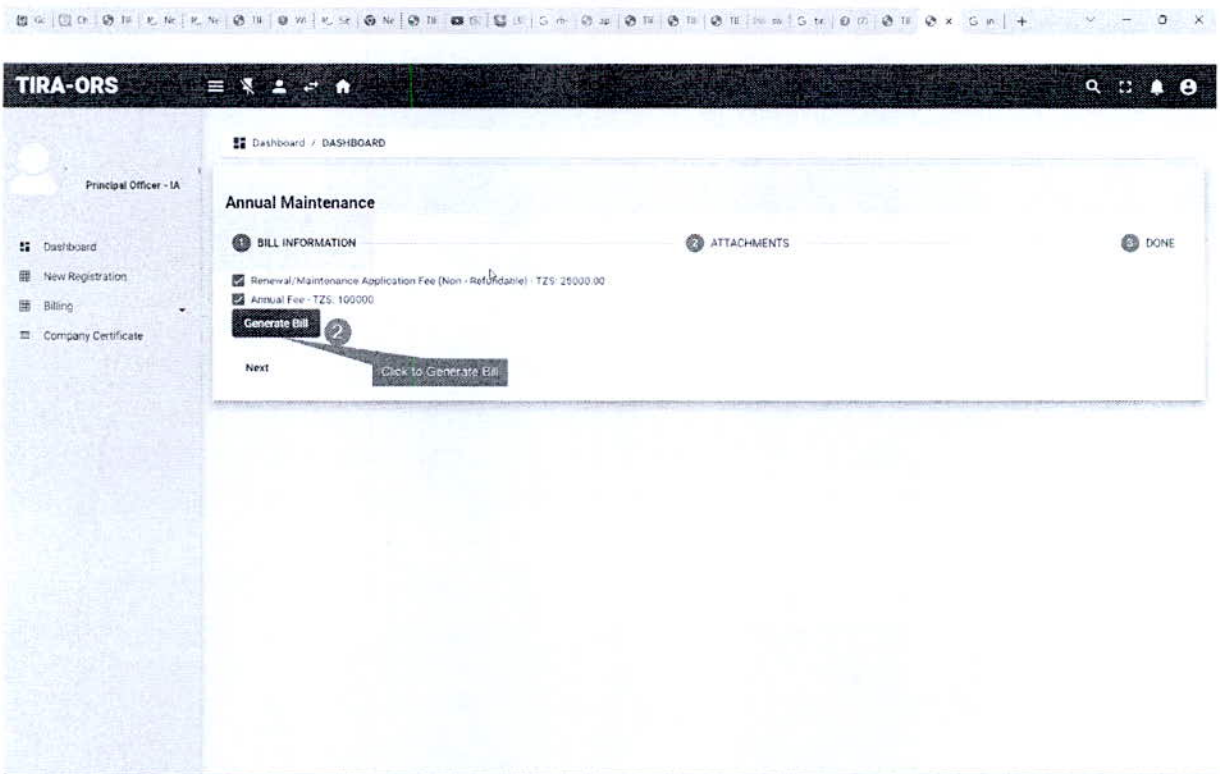 TIRA-ORS
Dashboard / DASHBOARD
Principal Officer - IA
Annual Maintenance
1 BILL INFORMATION
2 ATTACHMENTS
3 DONE
Dashboard
New Registration
Billing
Company Certificate
Renewal/Maintenance Application Fee (Non - Refundable) - TZS: 25000.00
Annual Fee - TZS: 100000
Generate Bill
2
Next
Click to Generate Bill